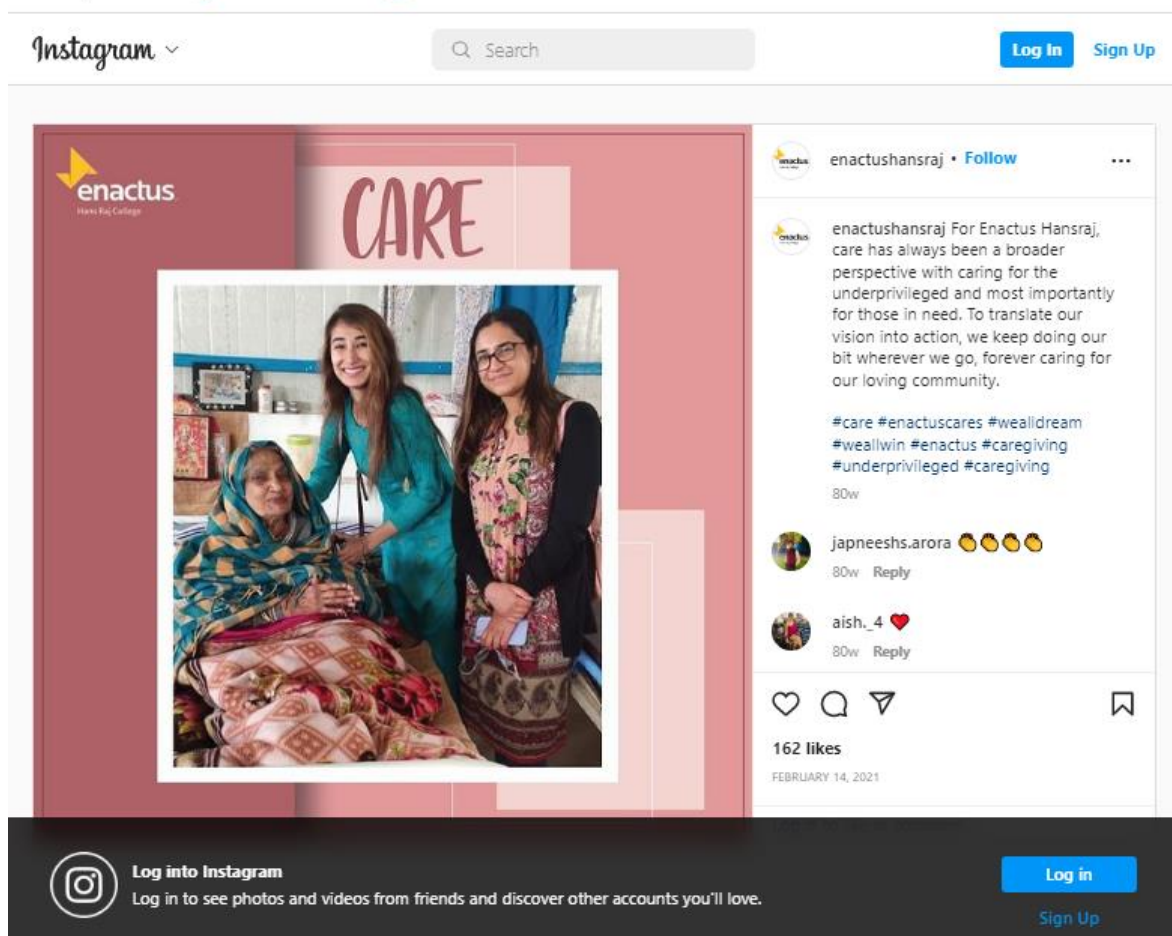 Instagram
Search
Log In
Sign Up
enactus
Hans Raj College
CARE
enactushansraj • Follow
enactus
enactushansraj For Enactus Hansraj,
care has always been a broader
perspective with caring for the
underprivileged and most importantly
for those in need. To translate our
vision into action, we keep doing our
bit wherever we go, forever caring for
our loving community.
#care #enactuscares #wealldream
#weallwin #enactus #caregiving
#underprivileged #caregiving
80w
japneeshs.arora 👏👏👏👏
80w Reply
aish._4 ❤️
80w Reply
162 likes
FEBRUARY 14, 2021
Log into Instagram
Log in to see photos and videos from friends and discover other accounts you'll love.
Log in
Sign Up